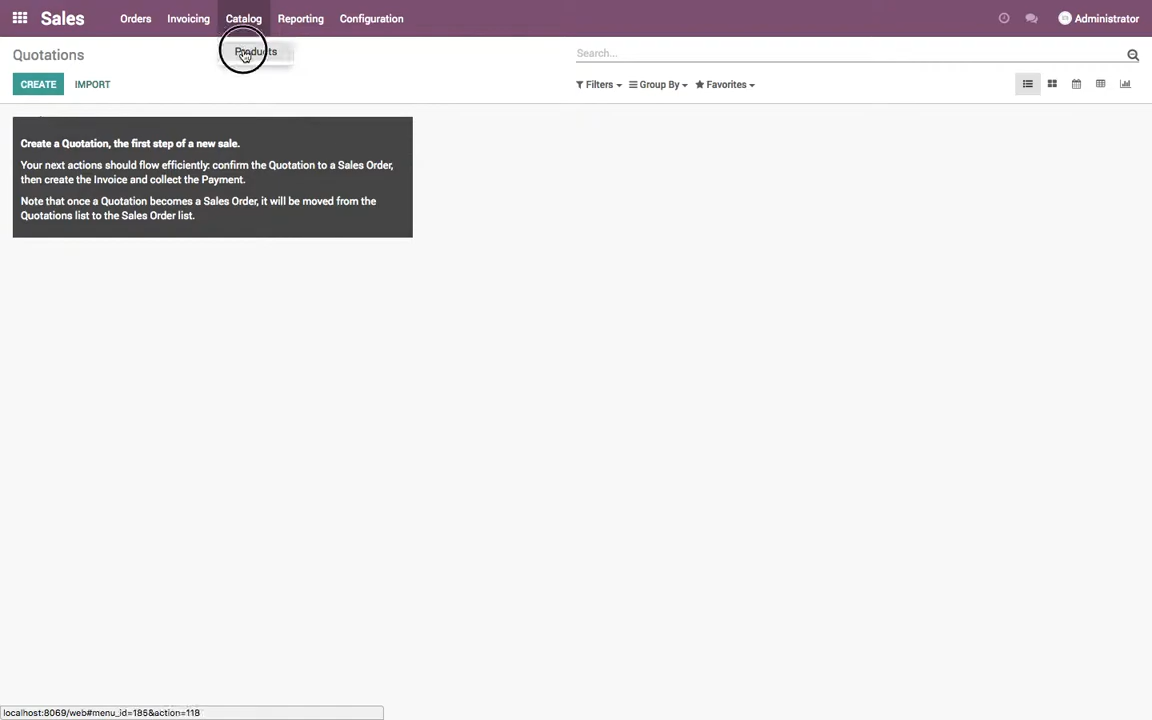 Sales Orders Invoicing Catalog Reporting Configuration Administrator
Products
Quotations Search...
CREATE IMPORT Filters Group By Favorites
Create a Quotation, the first step of a new sale.
Your next actions should flow efficiently: confirm the Quotation to a Sales Order,
then create the Invoice and collect the Payment.
Note that once a Quotation becomes a Sales Order, it will be moved from the
Quotations list to the Sales Order list.
localhost:8069/web#menu_id=185&action=118